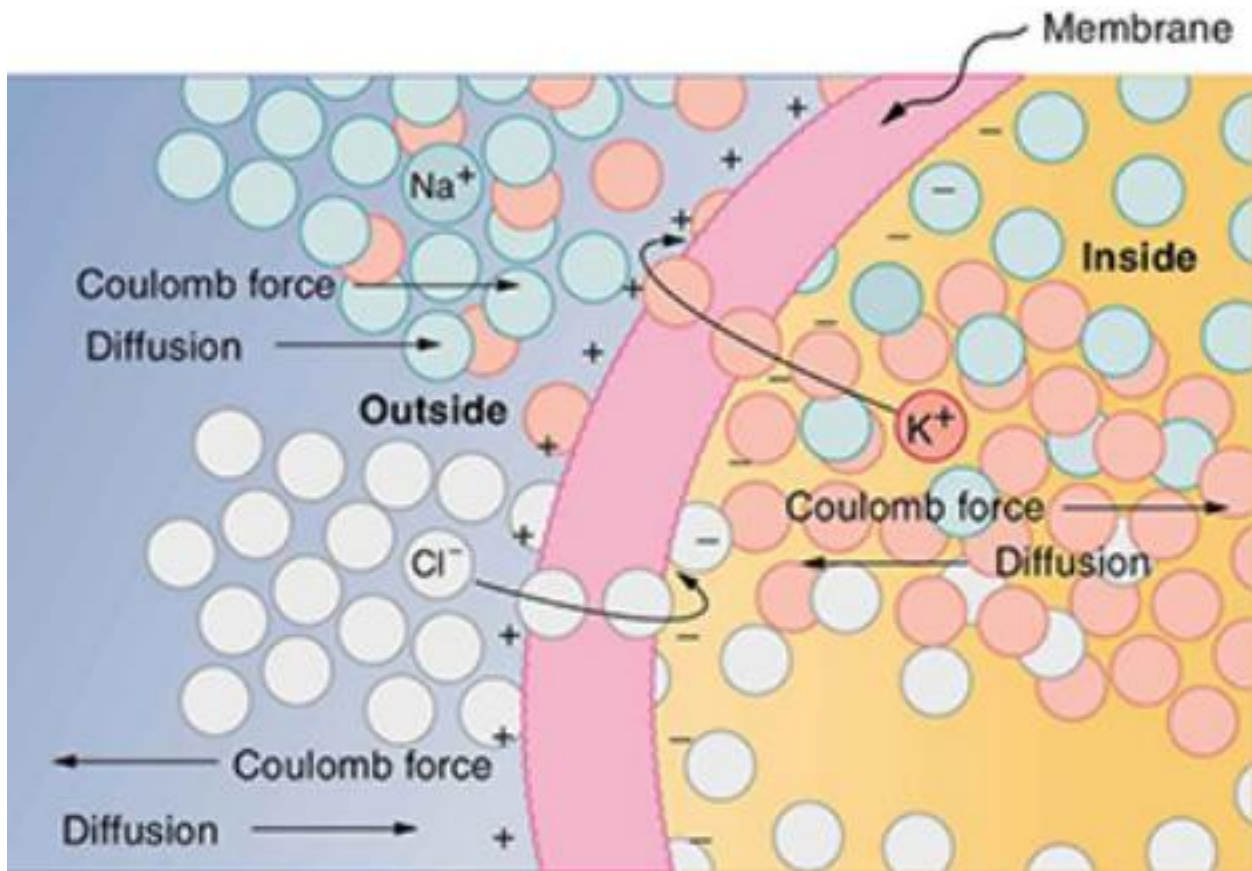 Membrane
Na⁺
Inside
Coulomb force
Diffusion
Outside
K⁺
Coulomb force
Cl⁻
Diffusion
Coulomb force
Diffusion